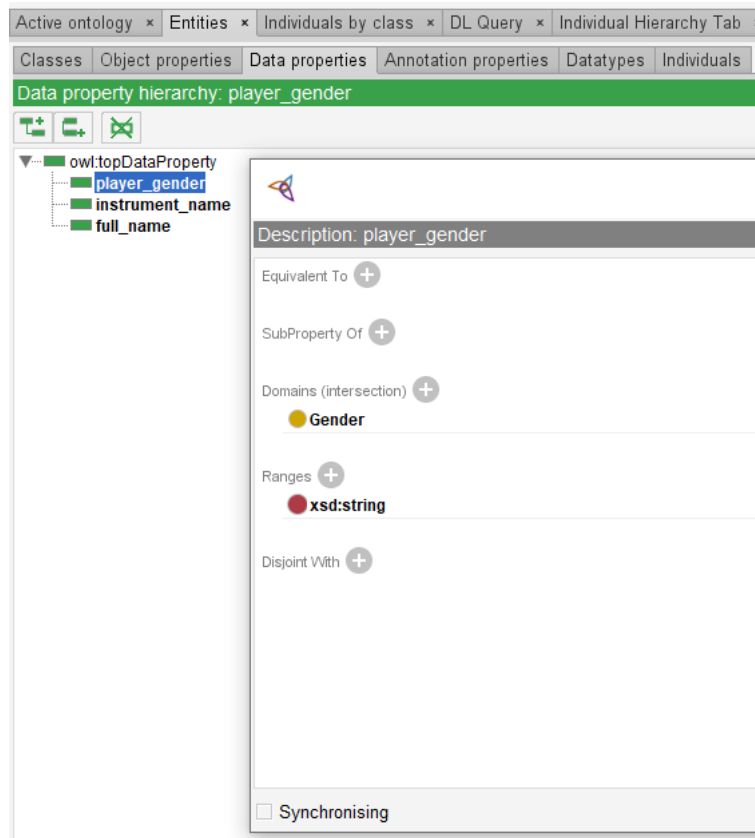 Active ontology × Entities × Individuals by class × DL Query × Individual Hierarchy Tab
Classes Object properties Data properties Annotation properties Datatypes Individuals
Data property hierarchy: player_gender
owl:topDataProperty
player_gender
instrument_name
full_name
Description: player_gender
Equivalent To
SubProperty Of
Domains (intersection)
Gender
Ranges
xsd:string
Disjoint With
Synchronising